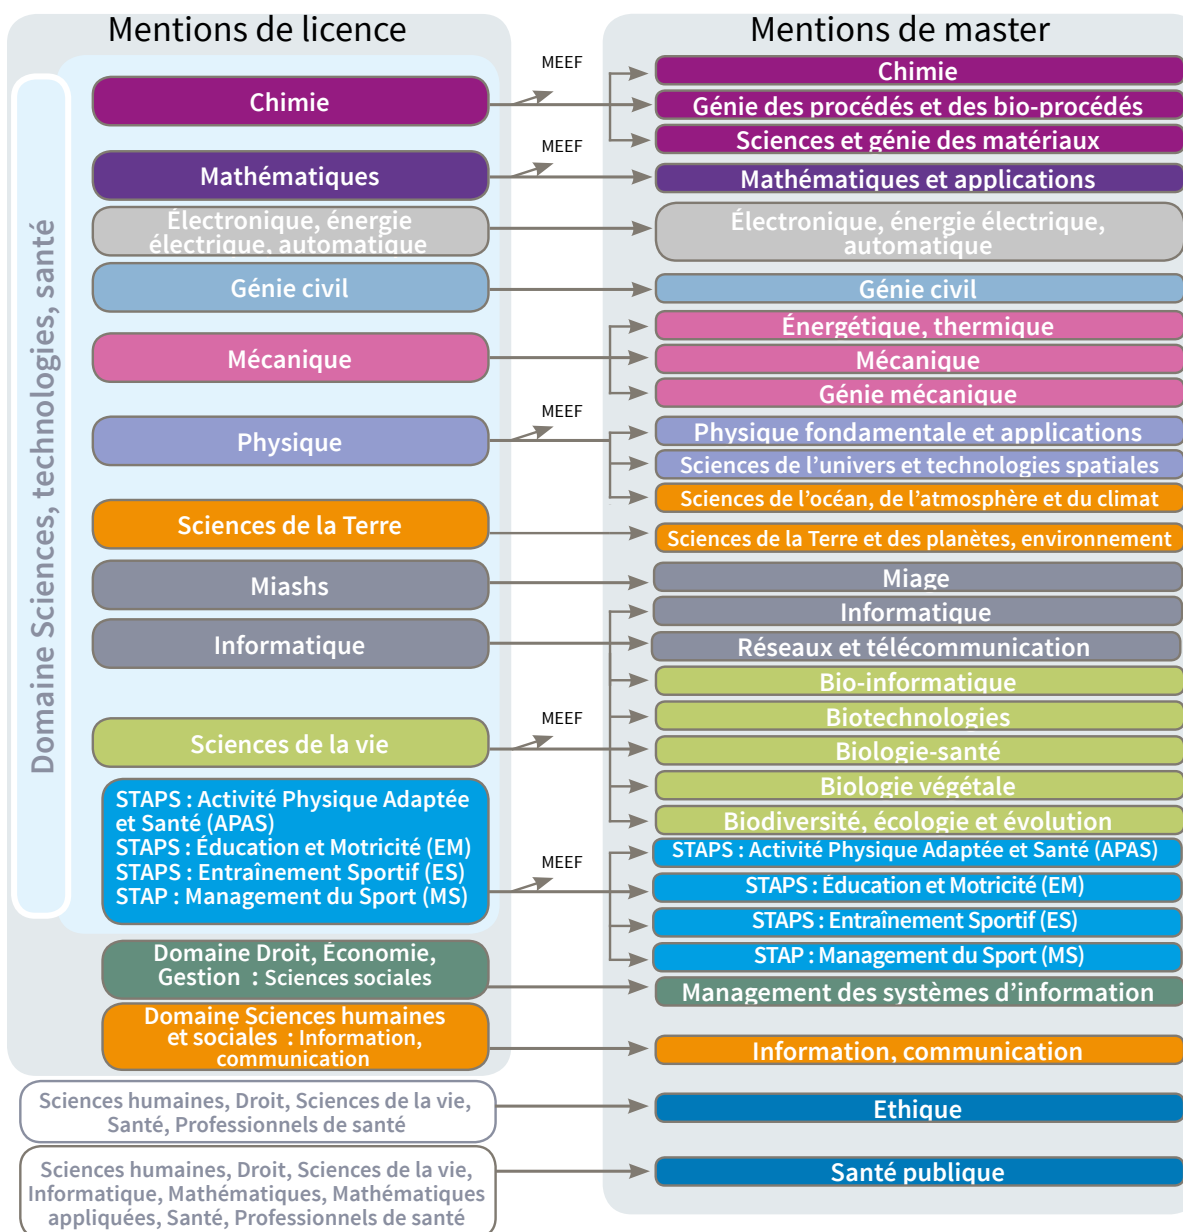 Mentions de licence
Mentions de master
Domaine Sciences, technologies, santé
Chimie
MEEF
Chimie
Génie des procédés et des bio-procédés
Sciences et génie des matériaux
Mathématiques
MEEF
Mathématiques et applications
Électronique, énergie
électrique, automatique
Électronique, énergie électrique,
automatique
Génie civil
Génie civil
Mécanique
Énergétique, thermique
Mécanique
Génie mécanique
Physique
MEEF
Physique fondamentale et applications
Sciences de l'univers et technologies spatiales
Sciences de l'océan, de l'atmosphère et du climat
Sciences de la Terre
Sciences de la Terre et des planètes, environnement
Miashs
Miage
Informatique
Informatique
Réseaux et télécommunication
Bio-informatique
Sciences de la vie
MEEF
Biotechnologies
Biologie-santé
Biologie végétale
Biodiversité, écologie et évolution
STAPS : Activité Physique Adaptée
et Santé (APAS)
STAPS : Éducation et Motricité (EM)
STAPS : Entraînement Sportif (ES)
STAP : Management du Sport (MS)
MEEF
STAPS : Activité Physique Adaptée et Santé (APAS)
STAPS : Éducation et Motricité (EM)
STAPS : Entraînement Sportif (ES)
STAP : Management du Sport (MS)
Domaine Droit, Économie,
Gestion : Sciences sociales
Management des systèmes d'information
Domaine Sciences humaines
et sociales : Information,
communication
Information, communication
Sciences humaines, Droit, Sciences de la vie,
Santé, Professionnels de santé
Ethique
Sciences humaines, Droit, Sciences de la vie,
Informatique, Mathématiques, Mathématiques
appliquées, Santé, Professionnels de santé
Santé publique